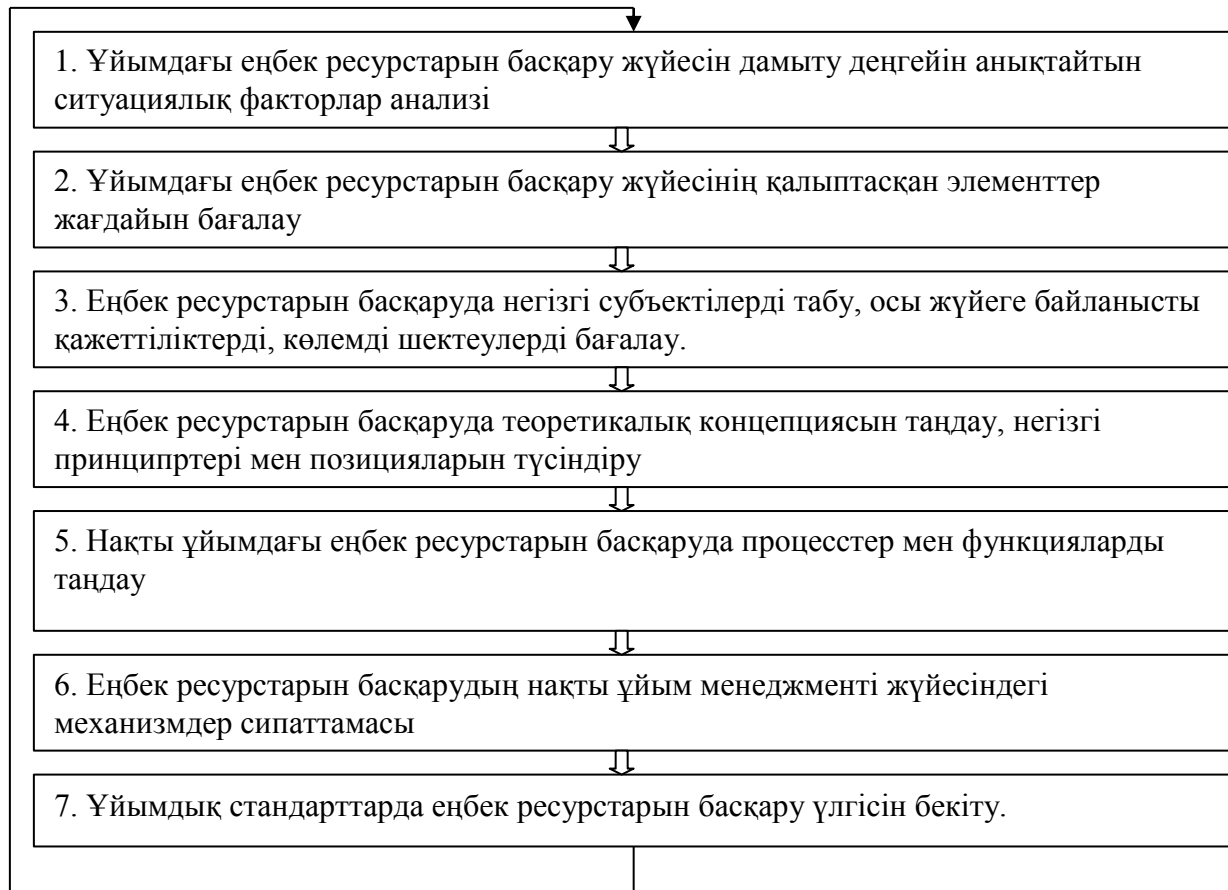 1. Ұйымдағы еңбек ресурстарын басқару жүйесін дамыту деңгейін анықтайтын
ситуациялық факторлар анализі
2. Ұйымдағы еңбек ресурстарын басқару жүйесінің қалыптасқан элементтер
жағдайын бағалау
3. Еңбек ресурстарын басқаруда негізгі субъектілерді табу, осы жүйеге байланысты
қажеттіліктерді, көлемді шектеулерді бағалау.
4. Еңбек ресурстарын басқаруда теоретикалық концепциясын таңдау, негізгі
принципртері мен позицияларын түсіндіру
5. Нақты ұйымдағы еңбек ресурстарын басқаруда процесстер мен функцияларды
таңдау
6. Еңбек ресурстарын басқарудың нақты ұйым менеджменті жүйесіндегі
механизмдер сипаттамасы
7. Ұйымдық стандарттарда еңбек ресурстарын басқару үлгісін бекіту.